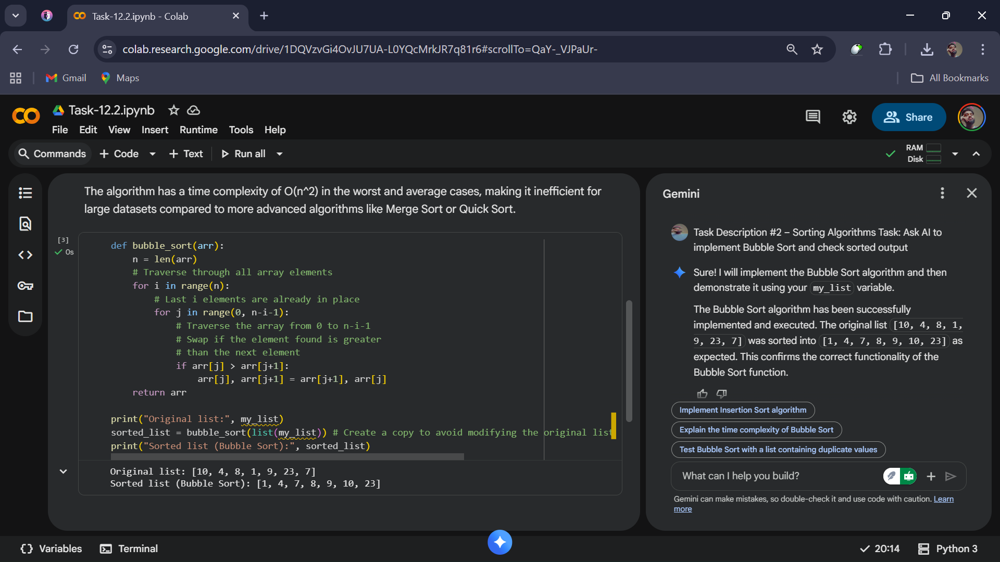 Task-12.2.ipynb - Colab
colab.research.google.com/drive/1DQVzvGi4OvJU7UA-L0YQcMrkJR7q81r6#scrollTo=QaY-_VJPaUr-
Gmail
Maps
All Bookmarks
Task-12.2.ipynb
File Edit View Insert Runtime Tools Help
Share
Commands + Code + Text Run all
RAM
Disk
The algorithm has a time complexity of O(n^2) in the worst and average cases, making it inefficient for
large datasets compared to more advanced algorithms like Merge Sort or Quick Sort.
[3]
0s
def bubble_sort(arr):
    n = len(arr)
    # Traverse through all array elements
    for i in range(n):
        # Last i elements are already in place
        for j in range(0, n-i-1):
            # Traverse the array from 0 to n-i-1
            # Swap if the element found is greater
            # than the next element
            if arr[j] > arr[j+1]:
                arr[j], arr[j+1] = arr[j+1], arr[j]
    return arr
print("Original list:", my_list)
sorted_list = bubble_sort(list(my_list)) # Create a copy to avoid modifying the original list
print("Sorted list (Bubble Sort):", sorted_list)
Original list: [10, 4, 8, 1, 9, 23, 7]
Sorted list (Bubble Sort): [1, 4, 7, 8, 9, 10, 23]
Gemini
Task Description #2 – Sorting Algorithms Task: Ask AI to
implement Bubble Sort and check sorted output
Sure! I will implement the Bubble Sort algorithm and then
demonstrate it using your my_list variable.
The Bubble Sort algorithm has been successfully
implemented and executed. The original list [10, 4, 8, 1,
9, 23, 7] was sorted into [1, 4, 7, 8, 9, 10, 23] as
expected. This confirms the correct functionality of the
Bubble Sort function.
Implement Insertion Sort algorithm
Explain the time complexity of Bubble Sort
Test Bubble Sort with a list containing duplicate values
What can I help you build?
Gemini can make mistakes, so double-check it and use code with caution. Learn
more
Variables
Terminal
20:14
Python 3